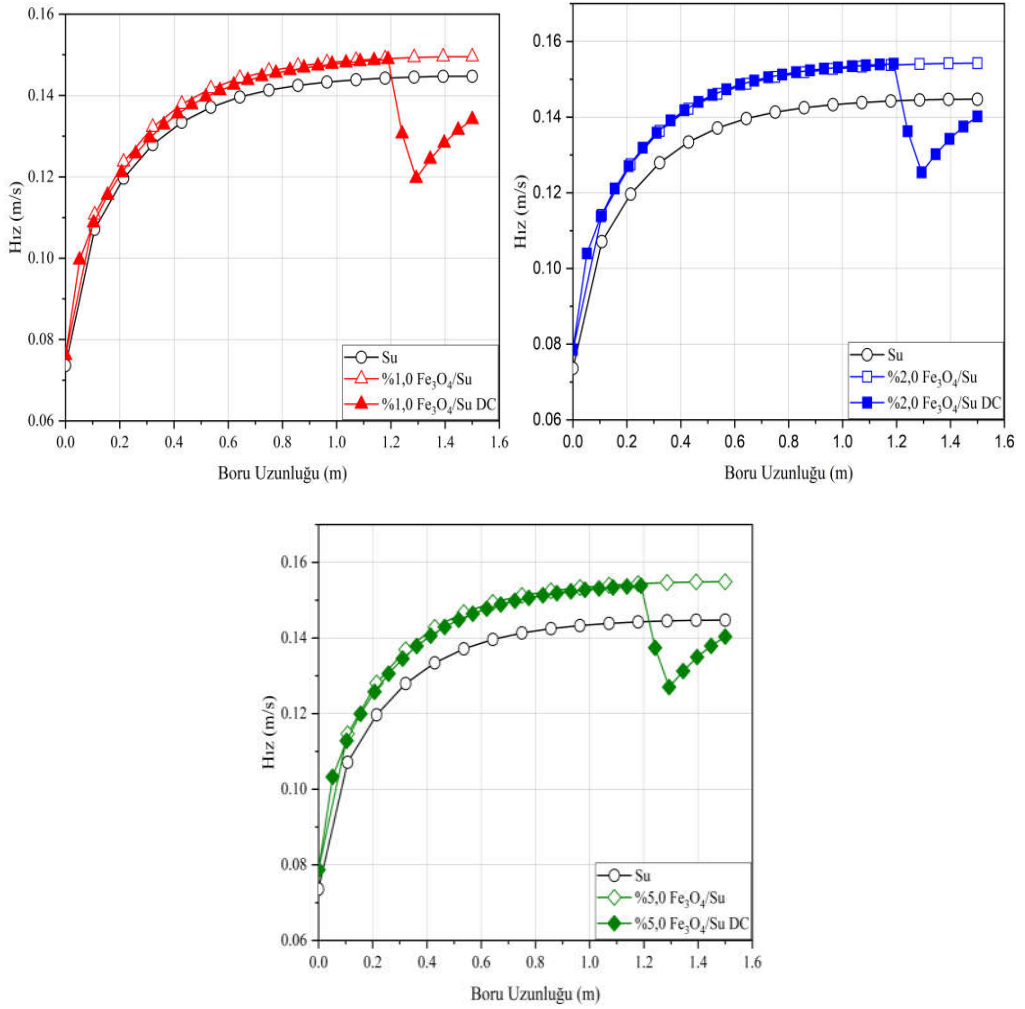 0.16
0.14
0.12
0.10
0.08
0.06
Hız (m/s)
Su
%1,0 Fe₃O₄/Su
%1,0 Fe₃O₄/Su DC
0.0 0.2 0.4 0.6 0.8 1.0 1.2 1.4 1.6
Boru Uzunluğu (m)
0.16
0.14
0.12
0.10
0.08
0.06
Hız (m/s)
Su
%2,0 Fe₃O₄/Su
%2,0 Fe₃O₄/Su DC
0.0 0.2 0.4 0.6 0.8 1.0 1.2 1.4 1.6
Boru Uzunluğu (m)
0.16
0.14
0.12
0.10
0.08
0.06
Hız (m/s)
Su
%5,0 Fe₃O₄/Su
%5,0 Fe₃O₄/Su DC
0.0 0.2 0.4 0.6 0.8 1.0 1.2 1.4 1.6
Boru Uzunluğu (m)